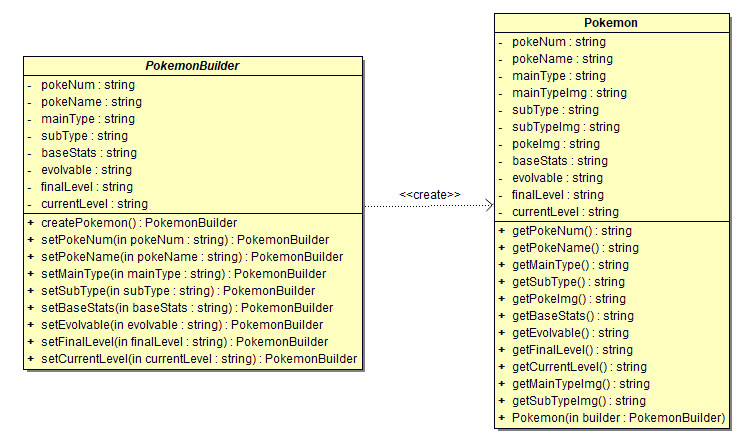 PokemonBuilder
- pokeNum : string
- pokeName : string
- mainType : string
- subType : string
- baseStats : string
- evolvable : string
- finalLevel : string
- currentLevel : string
+ createPokemon() : PokemonBuilder
+ setPokeNum(in pokeNum : string) : PokemonBuilder
+ setPokeName(in pokeName : string) : PokemonBuilder
+ setMainType(in mainType : string) : PokemonBuilder
+ setSubType(in subType : string) : PokemonBuilder
+ setBaseStats(in baseStats : string) : PokemonBuilder
+ setEvolvable(in evolvable : string) : PokemonBuilder
+ setFinalLevel(in finalLevel : string) : PokemonBuilder
+ setCurrentLevel(in currentLevel : string) : PokemonBuilder
<<create>>
Pokemon
- pokeNum : string
- pokeName : string
- mainType : string
- mainTypeImg : string
- subType : string
- subTypeImg : string
- pokeImg : string
- baseStats : string
- evolvable : string
- finalLevel : string
- currentLevel : string
+ getPokeNum() : string
+ getPokeName() : string
+ getMainType() : string
+ getSubType() : string
+ getPokeImg() : string
+ getBaseStats() : string
+ getEvolvable() : string
+ getFinalLevel() : string
+ getCurrentLevel() : string
+ getMainTypeImg() : string
+ getSubTypeImg() : string
+ Pokemon(in builder : PokemonBuilder)